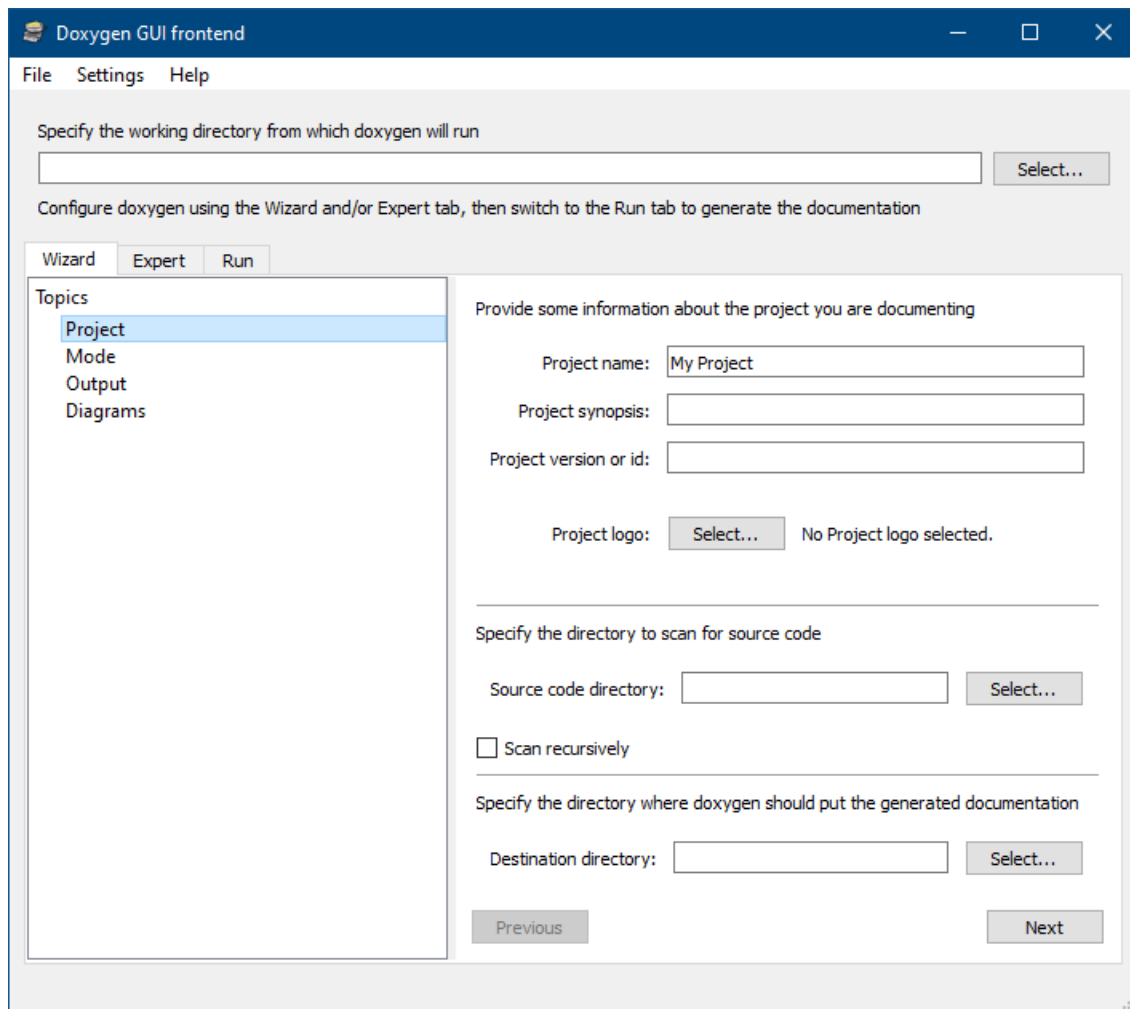 Doxygen GUI frontend
File Settings Help
Specify the working directory from which doxygen will run
Select...
Configure doxygen using the Wizard and/or Expert tab, then switch to the Run tab to generate the documentation
Wizard Expert Run
Topics
Project
Mode
Output
Diagrams
Provide some information about the project you are documenting
Project name: My Project
Project synopsis:
Project version or id:
Project logo: Select... No Project logo selected.
Specify the directory to scan for source code
Source code directory: Select...
Scan recursively
Specify the directory where doxygen should put the generated documentation
Destination directory: Select...
Previous Next